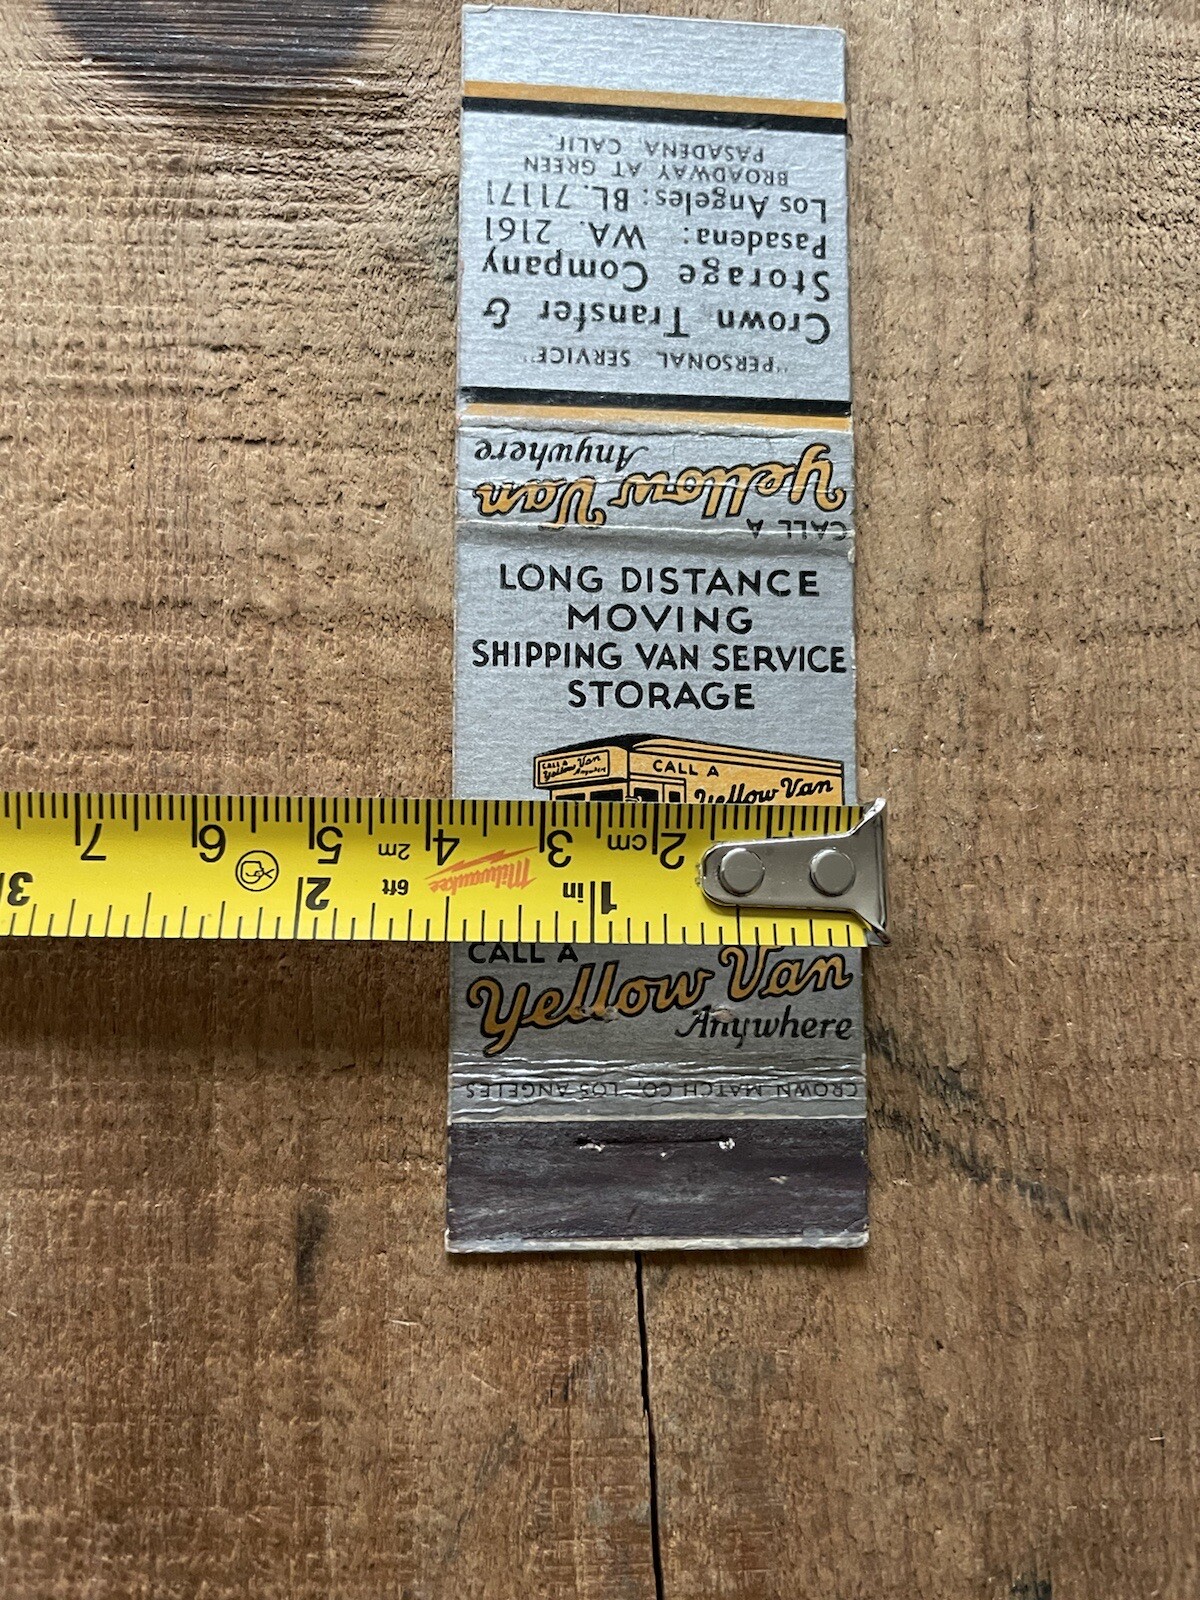 "PERSONAL SERVICE"
Crown Transfer &
Storage Company
Pasadena: WA. 2161
Los Angeles: BL. 71171
BROADWAY AT GREEN
PASADENA, CALIF.
CALL A
Yellow Van
Anywhere
LONG DISTANCE
MOVING
SHIPPING VAN SERVICE
STORAGE
CALL A
Yellow Van
Anywhere
CALL A
Yellow Van
7 6 5 2m 4 3 cm 2
3 2 6ft Milwaukee in 1
CALL A
Yellow Van
Anywhere
CROWN MATCH CO. LOS ANGELES